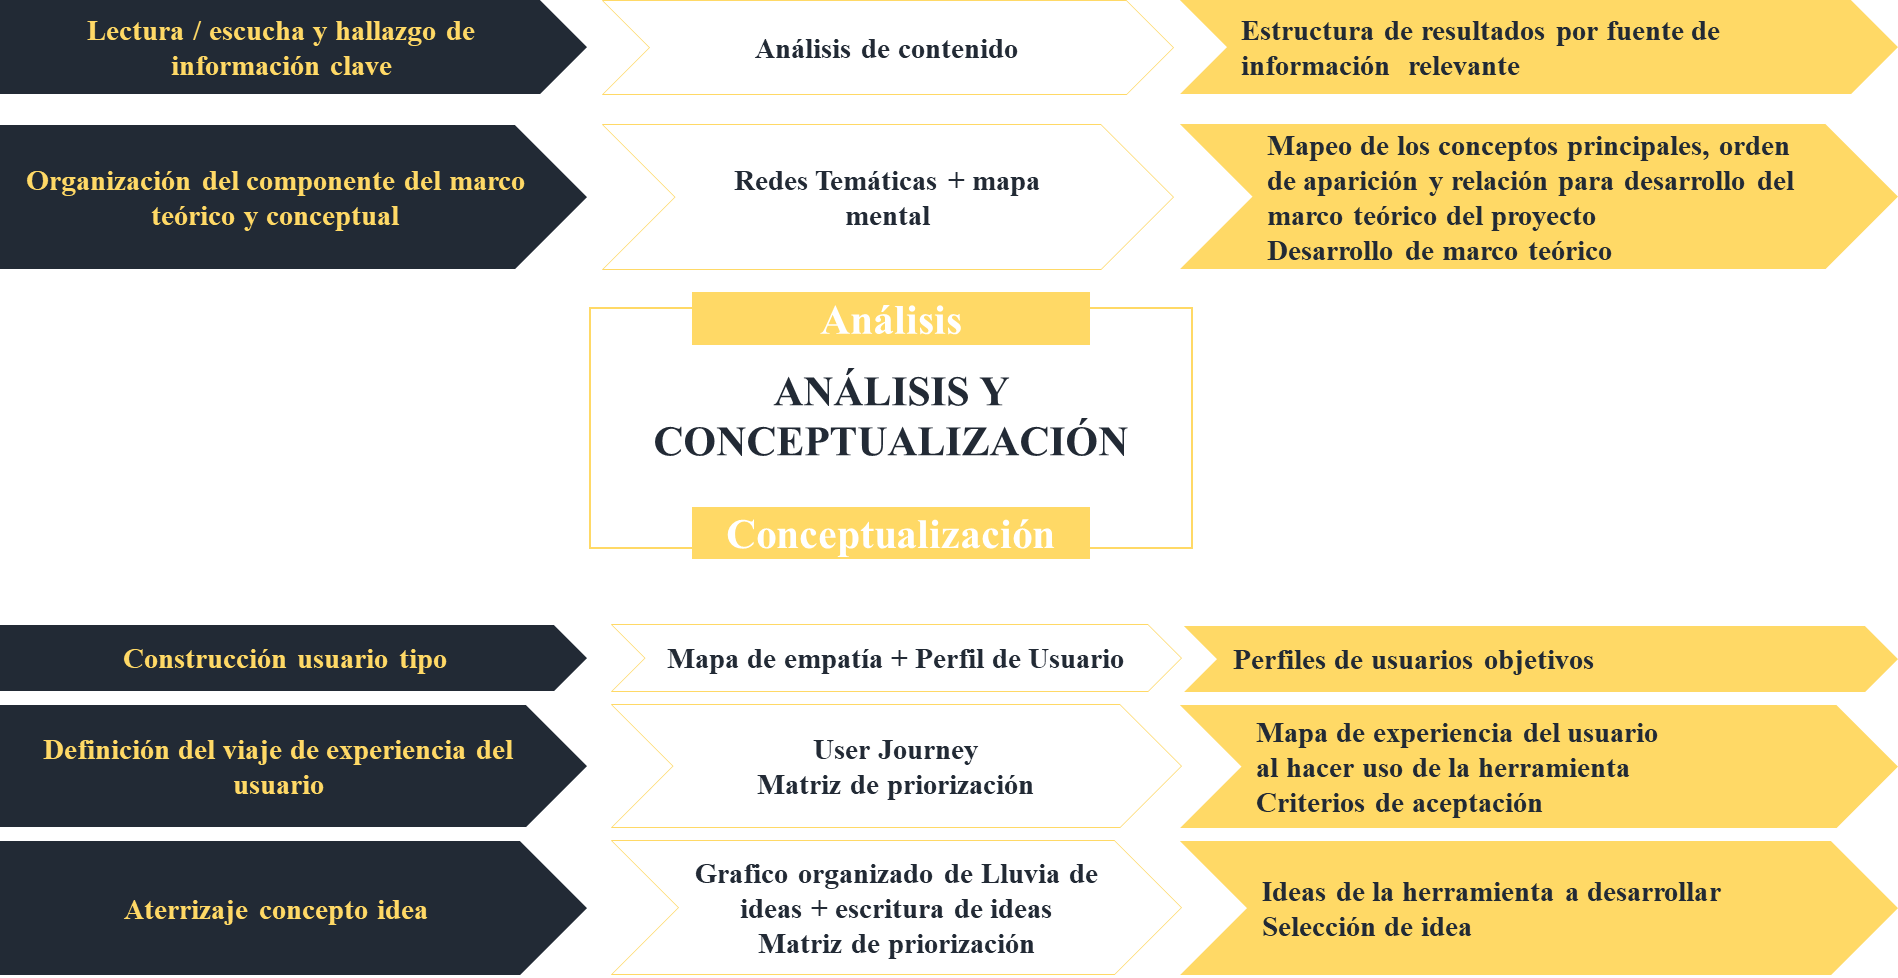 Lectura / escucha y hallazgo de
información clave
Análisis de contenido
Estructura de resultados por fuente de
información relevante
Organización del componente del marco
teórico y conceptual
Redes Temáticas + mapa
mental
Mapeo de los conceptos principales, orden
de aparición y relación para desarrollo del
marco teórico del proyecto
Desarrollo de marco teórico
Análisis
ANÁLISIS Y
CONCEPTUALIZACIÓN
Conceptualización
Construcción usuario tipo
Mapa de empatía + Perfil de Usuario
Perfiles de usuarios objetivos
Definición del viaje de experiencia del
usuario
User Journey
Matriz de priorización
Mapa de experiencia del usuario
al hacer uso de la herramienta
Criterios de aceptación
Aterrizaje concepto idea
Grafico organizado de Lluvia de
ideas + escritura de ideas
Matriz de priorización
Ideas de la herramienta a desarrollar
Selección de idea